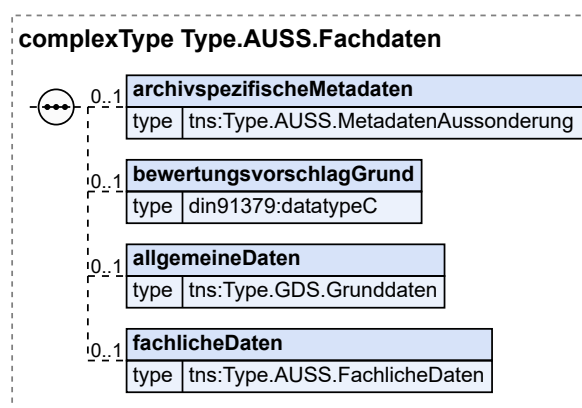 complexType Type.AUSS.Fachdaten
0..1 archivspezifischeMetadaten
type tns:Type.AUSS.MetadatenAussonderung
0..1 bewertungsvorschlagGrund
type din91379:datatypeC
0..1 allgemeineDaten
type tns:Type.GDS.Grunddaten
0..1 fachlicheDaten
type tns:Type.AUSS.FachlicheDaten